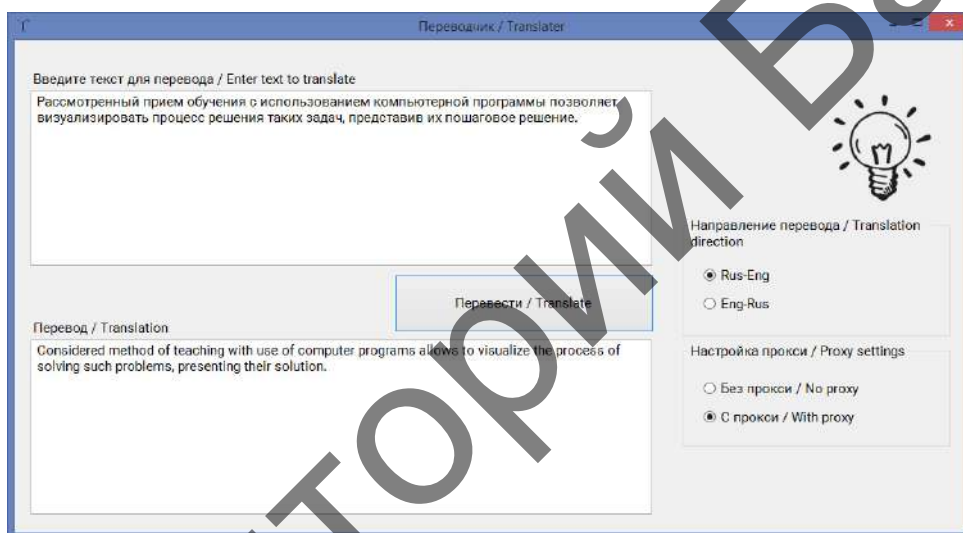 Переводчик / Translater
Введите текст для перевода / Enter text to translate
Рассмотренный прием обучения с использованием компьютерной программы позволяет
визуализировать процесс решения таких задач, представив их пошаговое решение.
Направление перевода / Translation
direction
Rus-Eng
Eng-Rus
Перевести / Translate
Перевод / Translation
Considered method of teaching with use of computer programs allows to visualize the process of
solving such problems, presenting their solution.
Настройка прокси / Proxy settings
Без прокси / No proxy
С прокси / With proxy